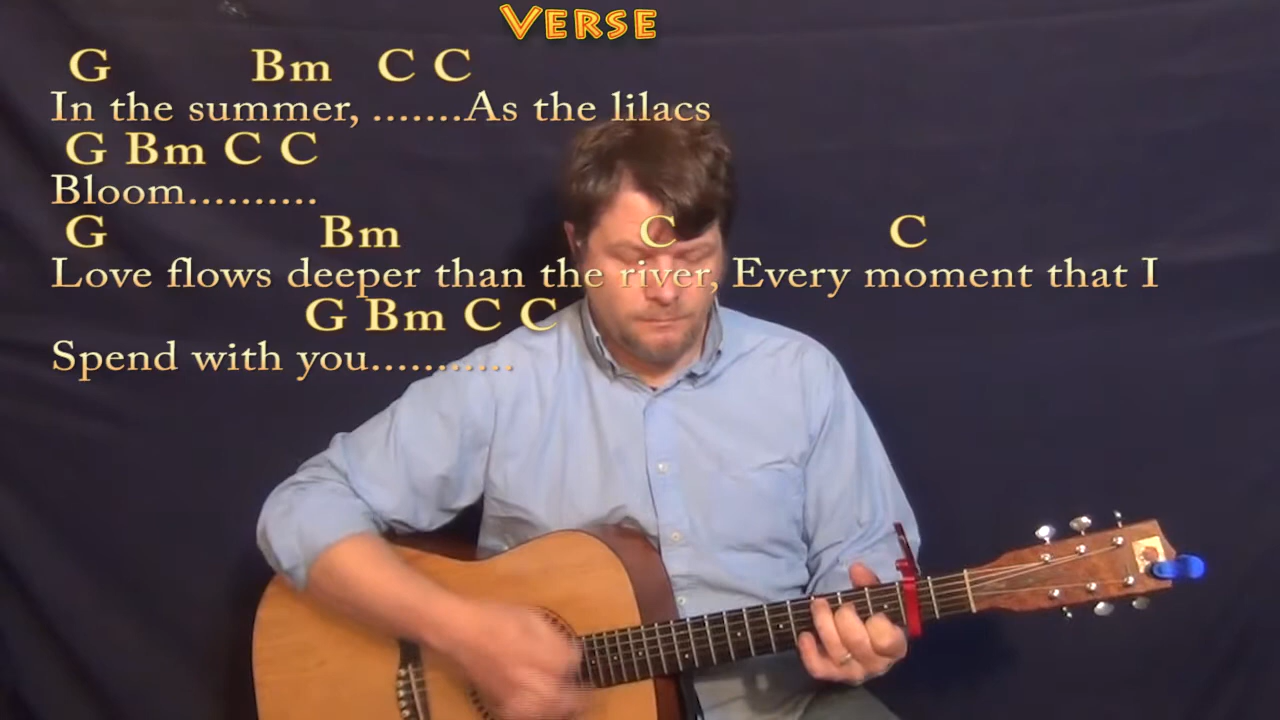 VERSE
G Bm C C
In the summer, .......As the lilacs
G Bm C C
Bloom..........
G Bm C C
Love flows deeper than the river, Every moment that I
G Bm C C
Spend with you...........